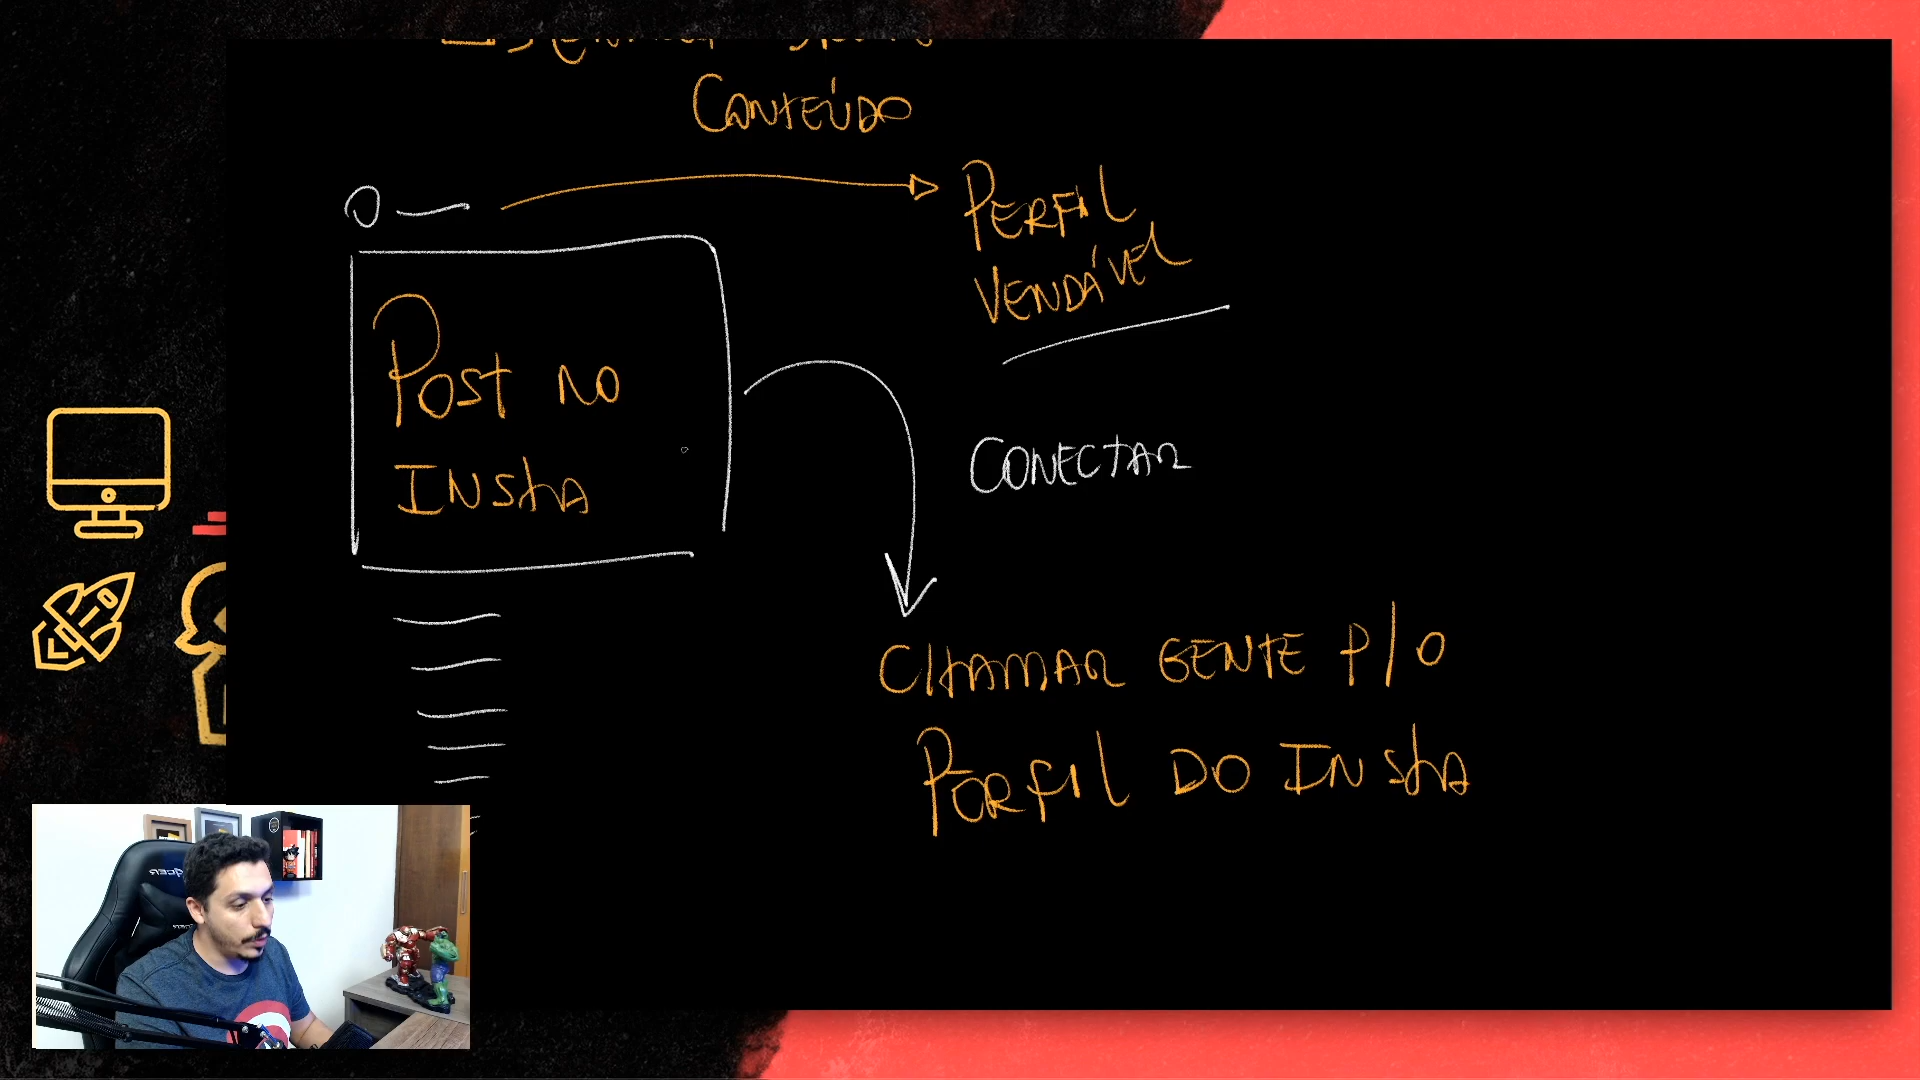 CONTEÚDO
PERFIL
VENDÁVEL
POST NO
INSTA
CONECTAR
CHAMAR GENTE P/ O
PERFIL DO INSTA